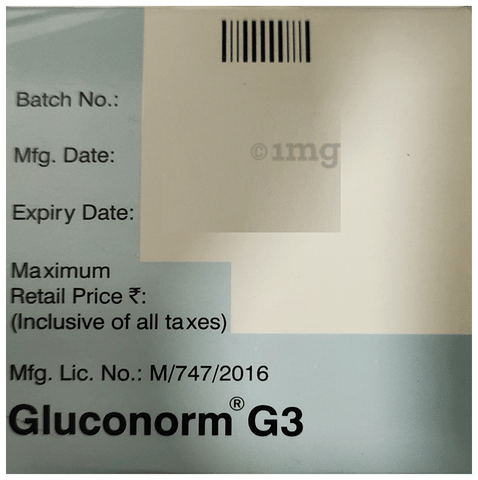 Batch No.:
©1mg
Mfg. Date:
Expiry Date:
Maximum
Retail Price ₹:
(Inclusive of all taxes)
Mfg. Lic. No.: M/747/2016
Gluconorm® G3